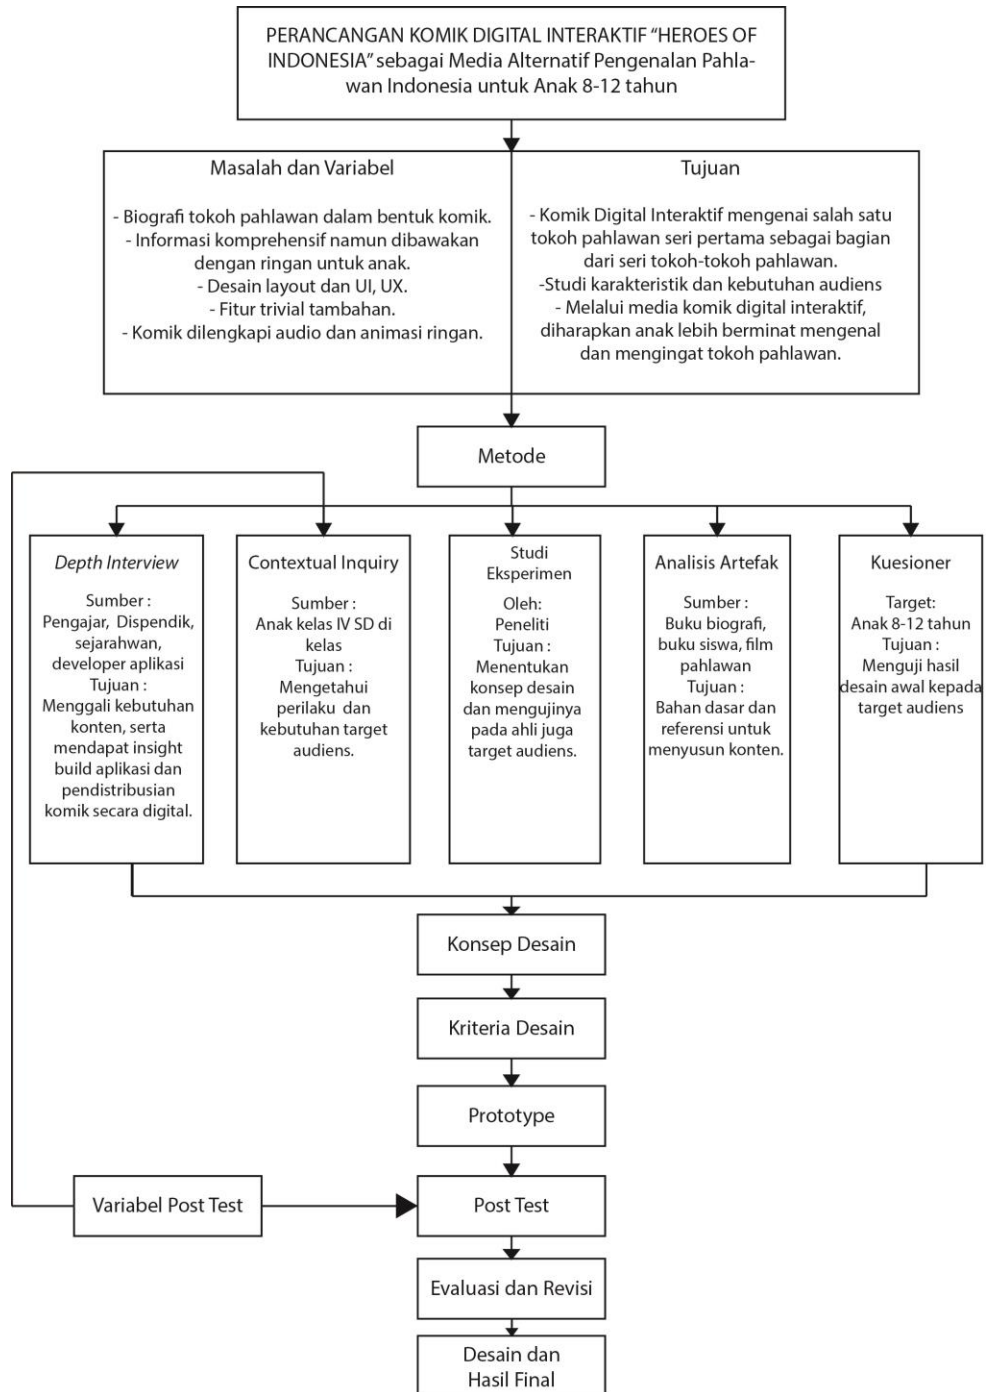 PERANCANGAN KOMIK DIGITAL INTERAKTIF “HEROES OF
INDONESIA” sebagai Media Alternatif Pengenalan Pahla-
wan Indonesia untuk Anak 8-12 tahun
Masalah dan Variabel
- Biografi tokoh pahlawan dalam bentuk komik.
- Informasi komprehensif namun dibawakan
dengan ringan untuk anak.
- Desain layout dan UI, UX.
- Fitur trivial tambahan.
- Komik dilengkapi audio dan animasi ringan.
Tujuan
- Komik Digital Interaktif mengenai salah satu
tokoh pahlawan seri pertama sebagai bagian
dari seri tokoh-tokoh pahlawan.
-Studi karakteristik dan kebutuhan audiens
- Melalui media komik digital interaktif,
diharapkan anak lebih berminat mengenal
dan mengingat tokoh pahlawan.
Metode
Depth Interview
Sumber :
Pengajar, Dispendik,
sejarahwan,
developer aplikasi
Tujuan :
Menggali kebutuhan
konten, serta
mendapat insight
build aplikasi dan
pendistribusian
komik secara digital.
Contextual Inquiry
Sumber :
Anak kelas IV SD di
kelas
Tujuan :
Mengetahui
perilaku dan
kebutuhan target
audiens.
Studi
Eksperimen
Oleh:
Peneliti
Tujuan :
Menentukan
konsep desain
dan mengujinya
pada ahli juga
target audiens.
Analisis Artefak
Sumber :
Buku biografi,
buku siswa, film
pahlawan
Tujuan :
Bahan dasar dan
referensi untuk
menyusun konten.
Kuesioner
Target:
Anak 8-12 tahun
Tujuan :
Menguji hasil
desain awal kepada
target audiens
Konsep Desain
Kriteria Desain
Prototype
Variabel Post Test
Post Test
Evaluasi dan Revisi
Desain dan
Hasil Final